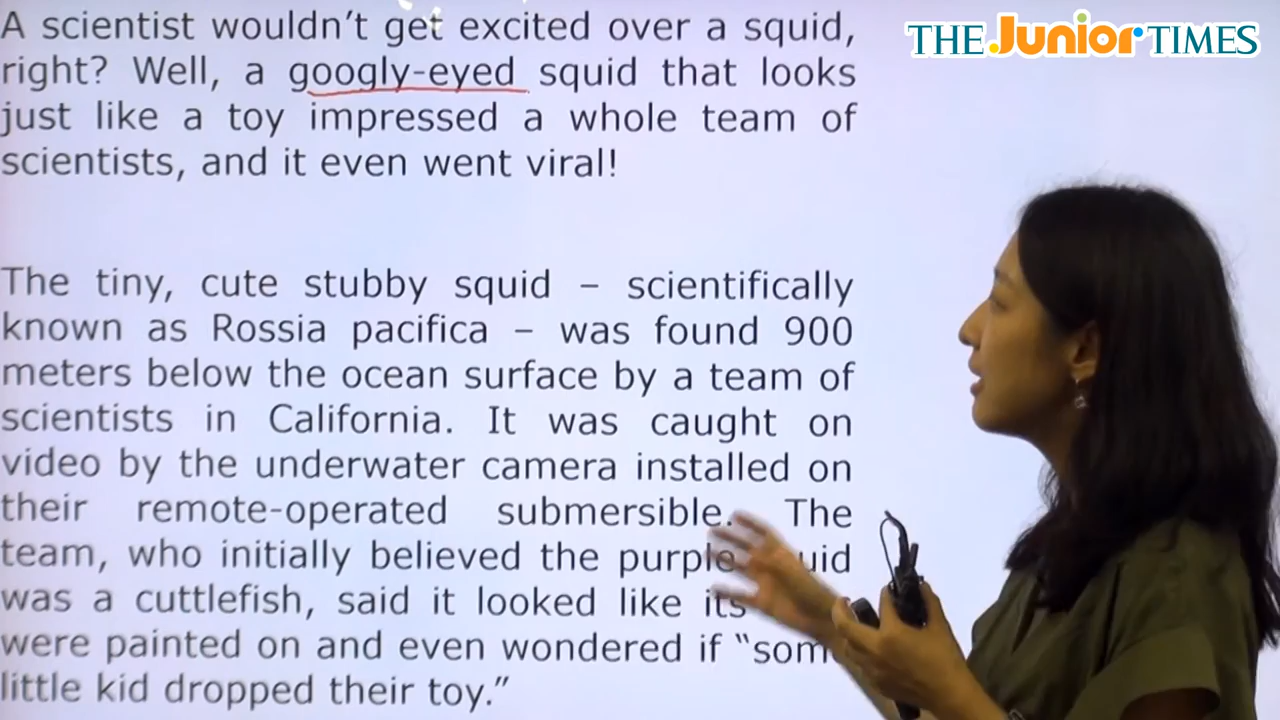 A scientist wouldn't get excited over a squid,
right? Well, a googly-eyed squid that looks
just like a toy impressed a whole team of
scientists, and it even went viral!
The tiny, cute stubby squid – scientifically
known as Rossia pacifica – was found 900
meters below the ocean surface by a team of
scientists in California. It was caught on
video by the underwater camera installed on
their remote-operated submersible. The
team, who initially believed the purple
was a cuttlefish, said it looked like its
were painted on and even wondered if “some
little kid dropped their toy.”
THE Junior TIMES